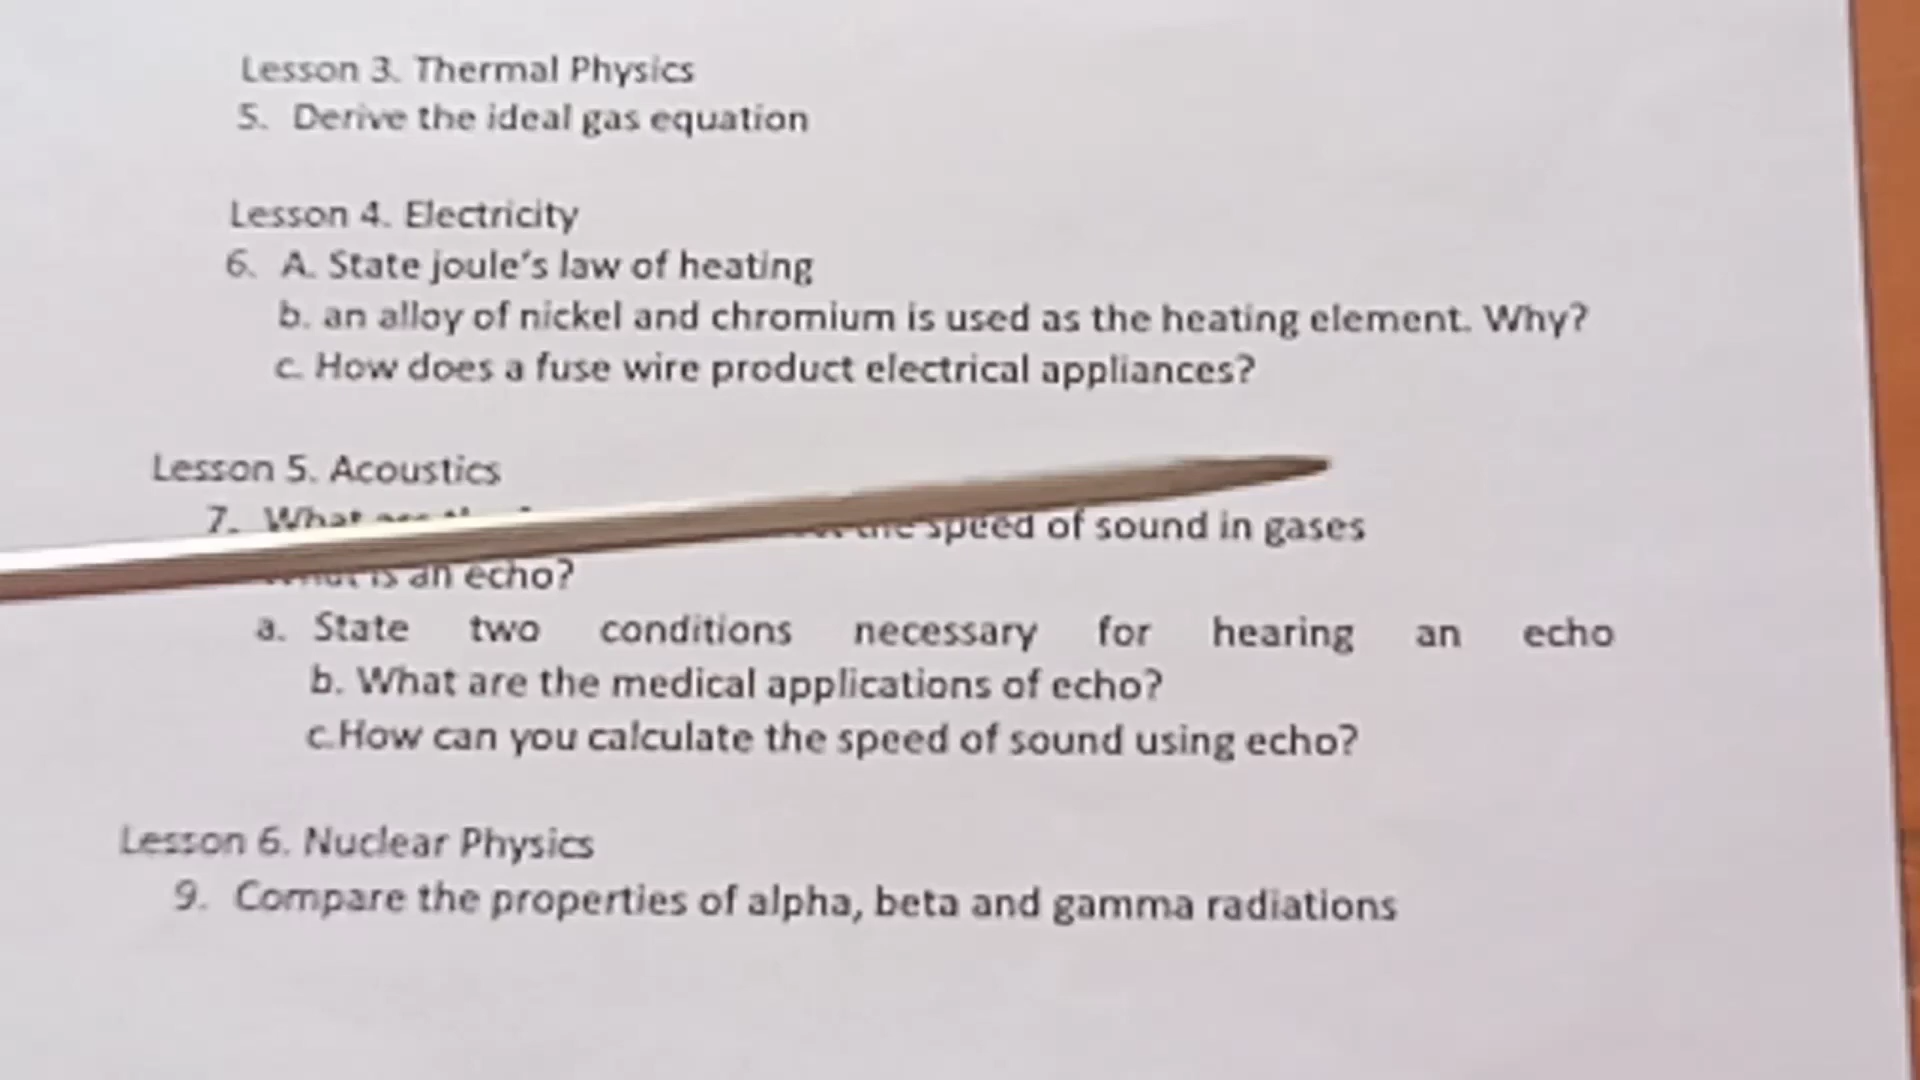 Lesson 3. Thermal Physics
5. Derive the ideal gas equation
Lesson 4. Electricity
6. A. State joule's law of heating
b. an alloy of nickel and chromium is used as the heating element. Why?
c. How does a fuse wire product electrical appliances?
Lesson 5. Acoustics
7. What are the speed of sound in gases
is an echo?
a. State two conditions necessary for hearing an echo
b. What are the medical applications of echo?
c.How can you calculate the speed of sound using echo?
Lesson 6. Nuclear Physics
9. Compare the properties of alpha, beta and gamma radiations